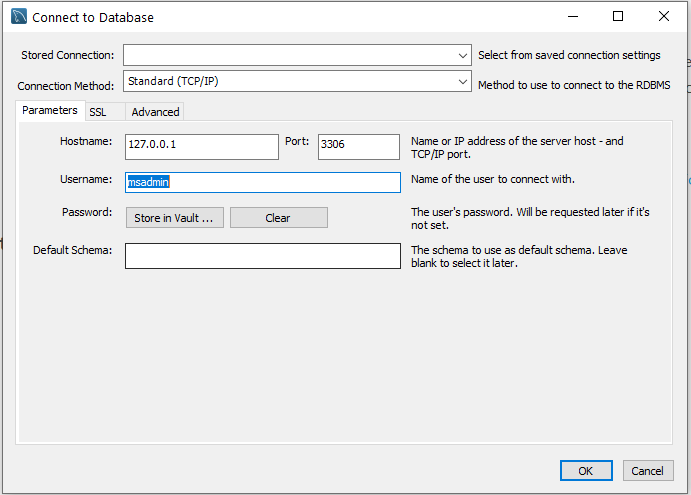 Connect to Database
Stored Connection:
Select from saved connection settings
Connection Method:
Standard (TCP/IP)
Method to use to connect to the RDBMS
Parameters
SSL
Advanced
Hostname:
127.0.0.1
Port:
3306
Name or IP address of the server host - and
TCP/IP port.
Username:
msadmin
Name of the user to connect with.
Password:
Store in Vault ...
Clear
The user's password. Will be requested later if it's
not set.
Default Schema:
The schema to use as default schema. Leave
blank to select it later.
OK
Cancel